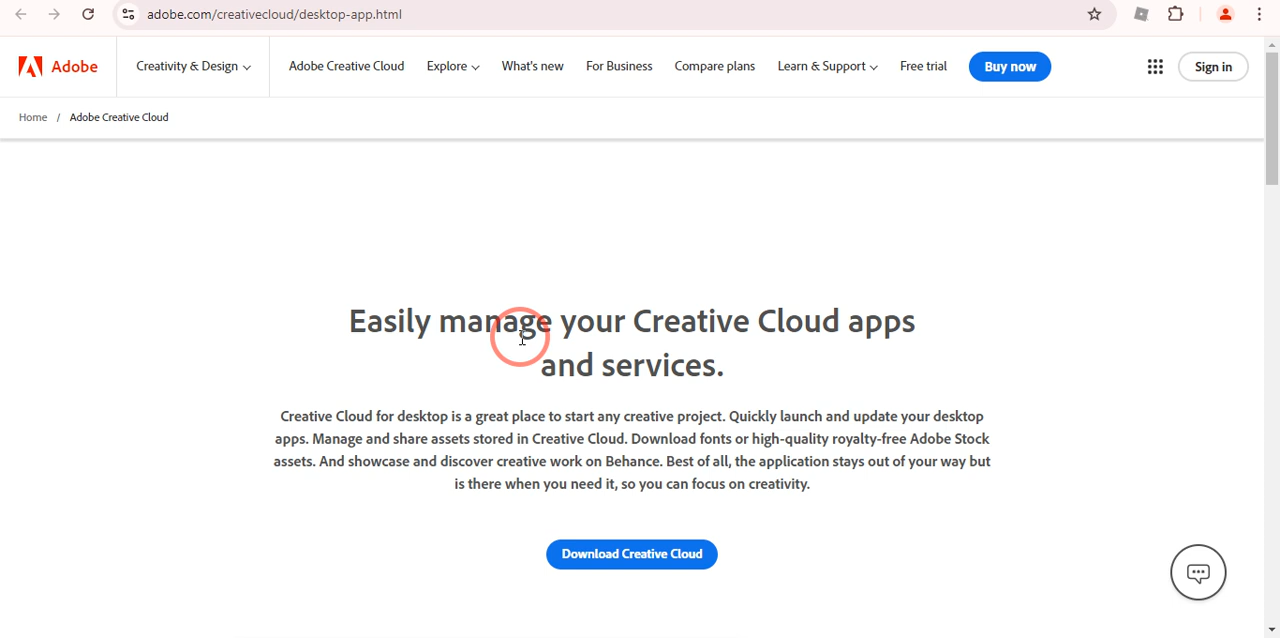 adobe.com/creativecloud/desktop-app.html
Adobe Creativity & Design Adobe Creative Cloud Explore What's new For Business Compare plans Learn & Support Free trial Buy now Sign in
Home / Adobe Creative Cloud
Easily manage your Creative Cloud apps
and services.
Creative Cloud for desktop is a great place to start any creative project. Quickly launch and update your desktop
apps. Manage and share assets stored in Creative Cloud. Download fonts or high-quality royalty-free Adobe Stock
assets. And showcase and discover creative work on Behance. Best of all, the application stays out of your way but
is there when you need it, so you can focus on creativity.
Download Creative Cloud